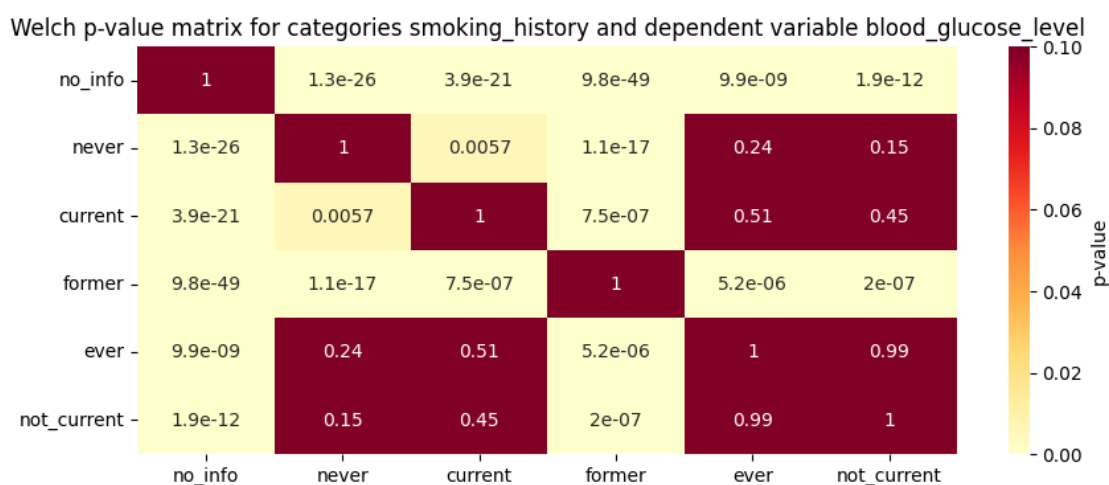 Welch p-value matrix for categories smoking_history and dependent variable blood_glucose_level
no_info 1 1.3e-26 3.9e-21 9.8e-49 9.9e-09 1.9e-12
never 1.3e-26 1 0.0057 1.1e-17 0.24 0.15
current 3.9e-21 0.0057 1 7.5e-07 0.51 0.45
former 9.8e-49 1.1e-17 7.5e-07 1 5.2e-06 2e-07
ever 9.9e-09 0.24 0.51 5.2e-06 1 0.99
not_current 1.9e-12 0.15 0.45 2e-07 0.99 1
no_info never current former ever not_current
0.10
0.08
0.06
0.04
0.02
0.00
p-value